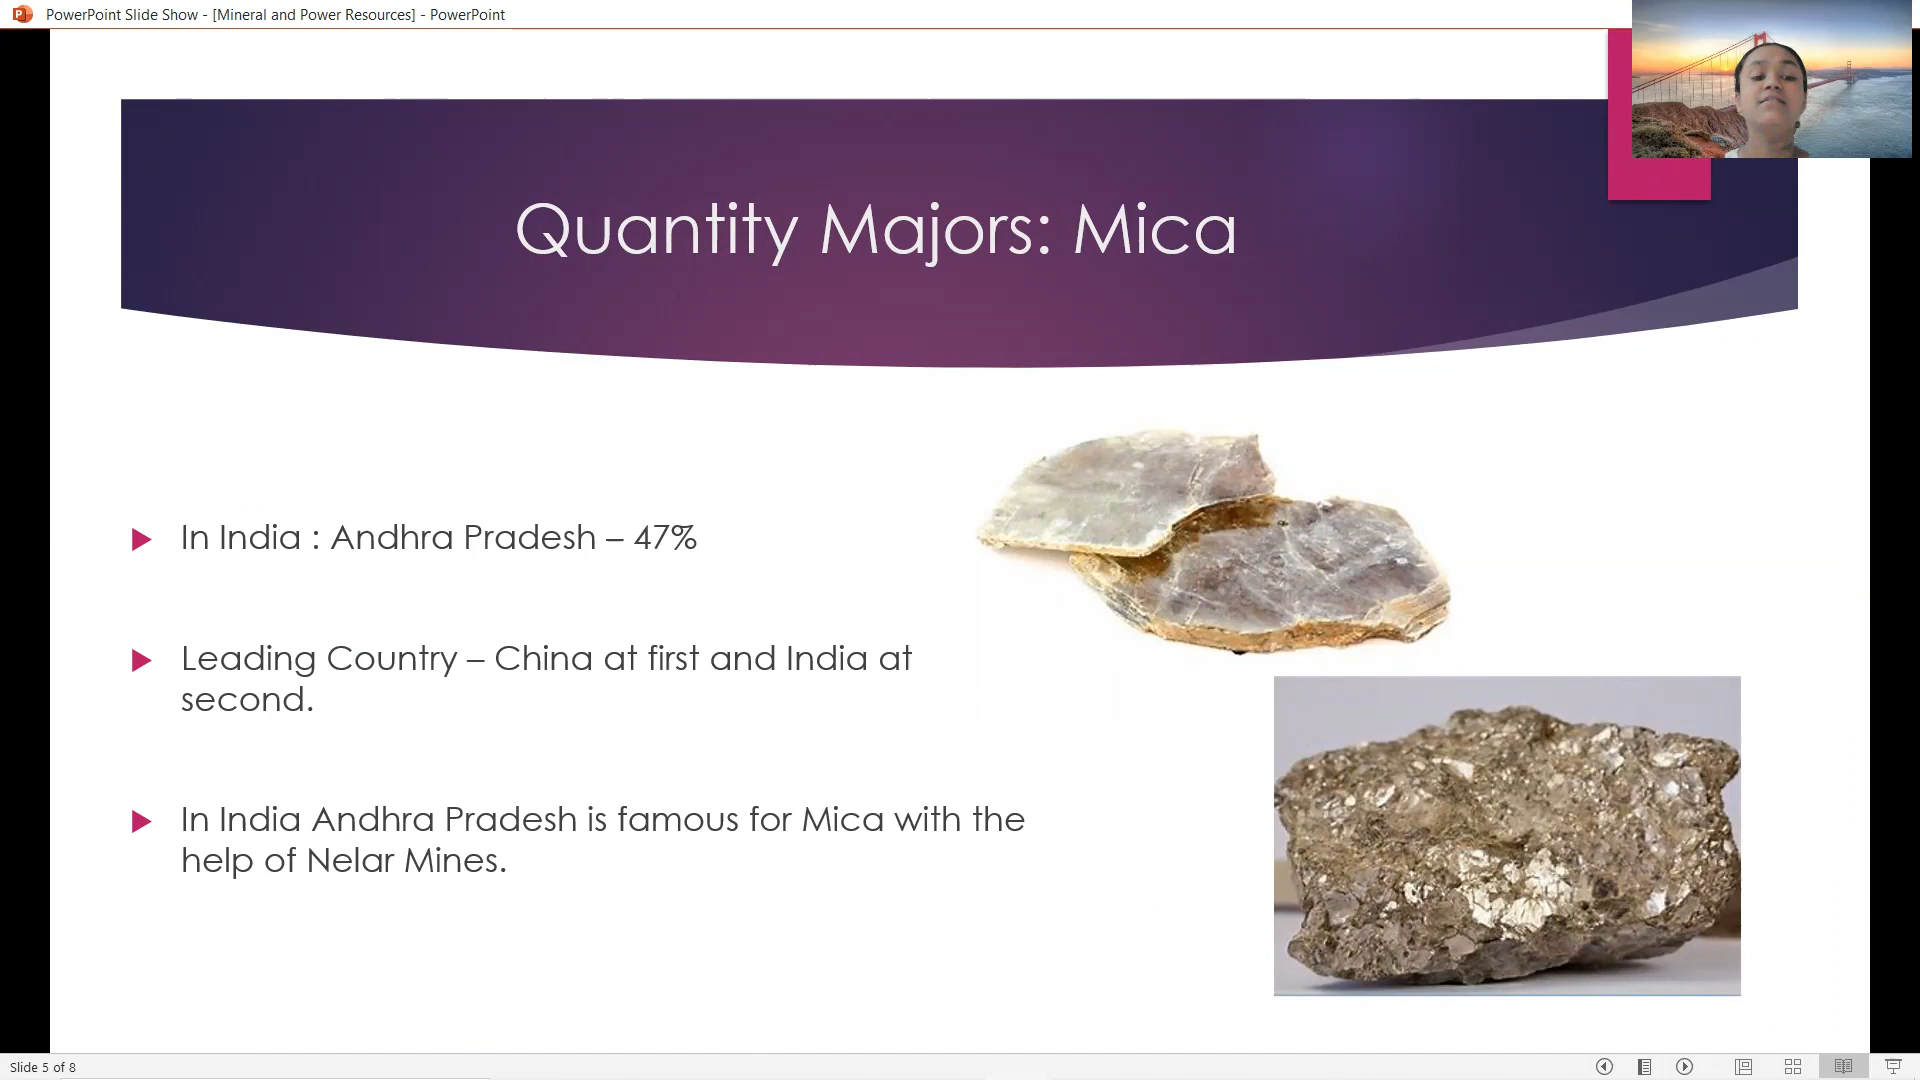 PowerPoint Slide Show - [Mineral and Power Resources] - PowerPoint
Quantity Majors: Mica
In India : Andhra Pradesh – 47%
Leading Country – China at first and India at
second.
In India Andhra Pradesh is famous for Mica with the
help of Nelar Mines.
Slide 5 of 8